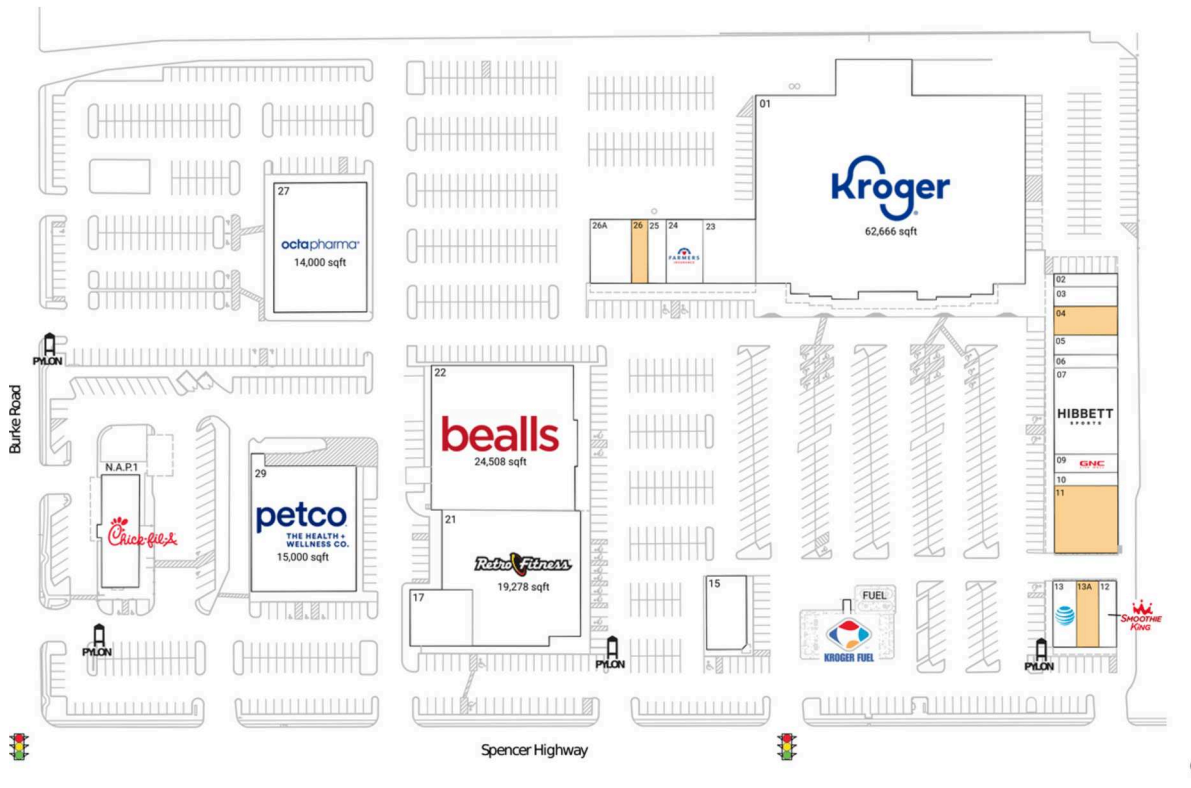 01
Kroger
62,666 sqft
27
octapharma
14,000 sqft
26A
26
25
24
FARMERS
INSURANCE
23
02
03
04
05
06
07
HIBBETT
SPORTS
09
GNC
10
11
PYLON
Burke Road
22
bealls
24,508 sqft
N.A.P.1
Chick-fil-A
29
petco
THE HEALTH +
WELLNESS CO.
15,000 sqft
21
Retro Fitness
19,278 sqft
17
15
FUEL
KROGER FUEL
13
13A
12
SMOOTHIE
KING
PYLON
PYLON
PYLON
Spencer Highway